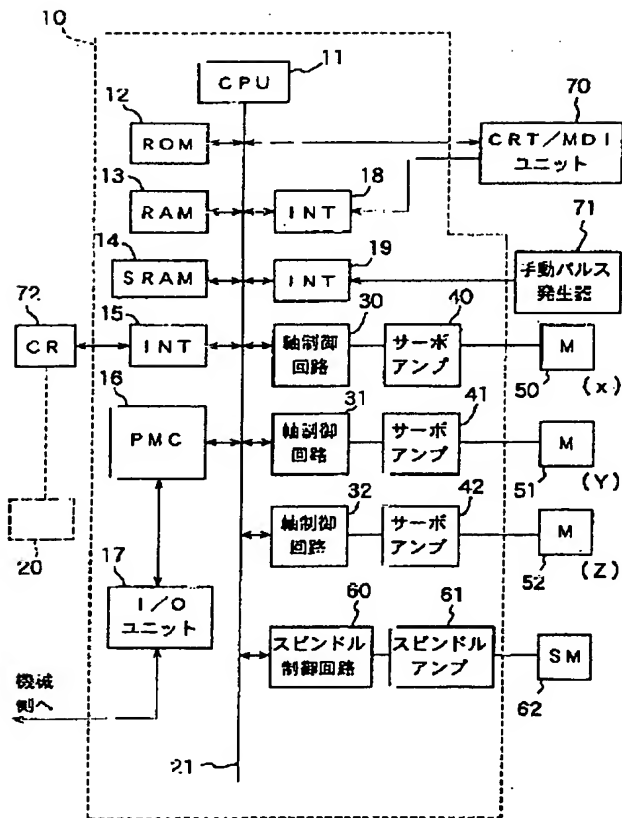 10
11
CPU
12
ROM
70
CRT/MDI
ユニット
13
RAM
18
INT
14
SRAM
19
INT
71
手動パルス
発生器
72
CR
15
INT
30
軸制御
回路
40
サーボ
アンプ
M
50
(x)
16
PMC
31
軸制御
回路
41
サーボ
アンプ
M
51
(Y)
20
32
軸制御
回路
42
サーボ
アンプ
M
52
(Z)
17
I/O
ユニット
60
スピンドル
制御回路
61
スピンドル
アンプ
SM
62
機械
側へ
21